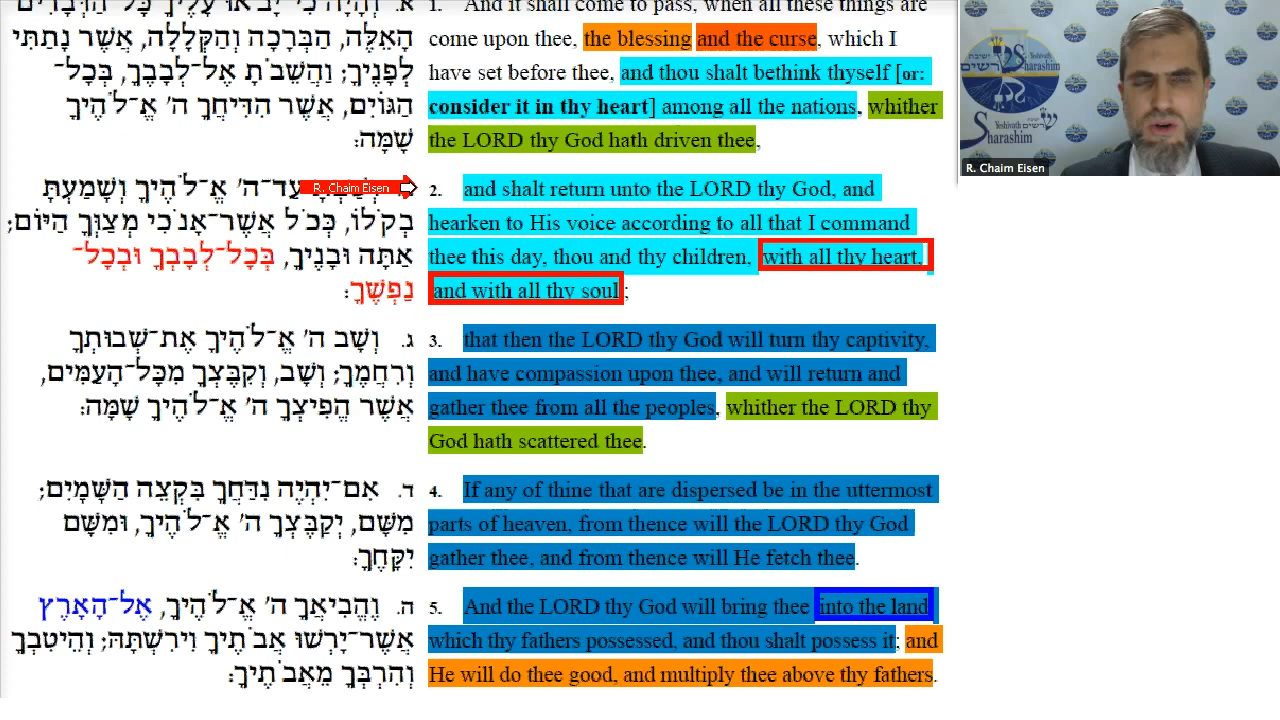 א. וְהָיָה כִי־יָבֹאוּ עָלֶיךָ כָּל־הַדְּבָרִים
הָאֵלֶּה, הַבְּרָכָה וְהַקְּלָלָה, אֲשֶׁר נָתַתִּי
לְפָנֶיךָ; וַהֲשֵׁבֹתָ אֶל־לְבָבֶךָ, בְּכָל־
הַגּוֹיִם, אֲשֶׁר הִדִּיחֲךָ ה' אֱ־לֹהֶיךָ
שָׁמָּה:
1. And it shall come to pass, when all these things are
come upon thee, the blessing and the curse, which I
have set before thee, and thou shalt bethink thyself [or:
consider it in thy heart] among all the nations, whither
the LORD thy God hath driven thee,
עַד־ה' אֱ־לֹהֶיךָ וְשָׁמַעְתָּ
בְקֹלוֹ, כְּכֹל אֲשֶׁר־אָנֹכִי מְצַוְּךָ הַיּוֹם;
אַתָּה וּבָנֶיךָ, בְּכָל־לְבָבְךָ וּבְכָל־
נַפְשֶׁךָ:
R. Chaim Eisen
2. and shalt return unto the LORD thy God, and
hearken to His voice according to all that I command
thee this day, thou and thy children, with all thy heart,
and with all thy soul;
ג. וְשָׁב ה' אֱ־לֹהֶיךָ אֶת־שְׁבוּתְךָ
וְרִחֲמֶךָ; וְשָׁב, וְקִבֶּצְךָ מִכָּל־הָעַמִּים,
אֲשֶׁר הֱפִיצְךָ ה' אֱ־לֹהֶיךָ שָׁמָּה:
3. that then the LORD thy God will turn thy captivity,
and have compassion upon thee, and will return and
gather thee from all the peoples, whither the LORD thy
God hath scattered thee.
ד. אִם־יִהְיֶה נִדַּחֲךָ בִּקְצֵה הַשָּׁמָיִם;
מִשָּׁם, יְקַבֶּצְךָ ה' אֱ־לֹהֶיךָ, וּמִשָּׁם
יִקָּחֶךָ:
4. If any of thine that are dispersed be in the uttermost
parts of heaven, from thence will the LORD thy God
gather thee, and from thence will He fetch thee.
ה. וֶהֱבִיאֲךָ ה' אֱ־לֹהֶיךָ, אֶל־הָאָרֶץ
אֲשֶׁר־יָרְשׁוּ אֲבֹתֶיךָ וִירִשְׁתָּהּ; וְהֵיטִבְךָ
וְהִרְבְּךָ מֵאֲבֹתֶיךָ:
5. And the LORD thy God will bring thee into the land
which thy fathers possessed, and thou shalt possess it; and
He will do thee good, and multiply thee above thy fathers.
ישיבת
שרשים
Sharashim
Yeshivath
Sharashim
שרשים
R. Chaim Eisen